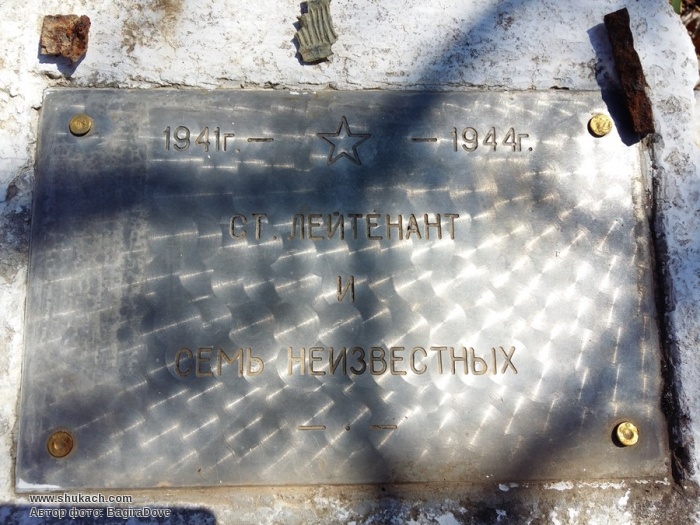 1941г. — ☆ — 1944г.
СТ. ЛЕЙТЕНАНТ
И
СЕМЬ НЕИЗВЕСТНЫХ
— · —
www.shukach.com
Автор фото: BagiraDove